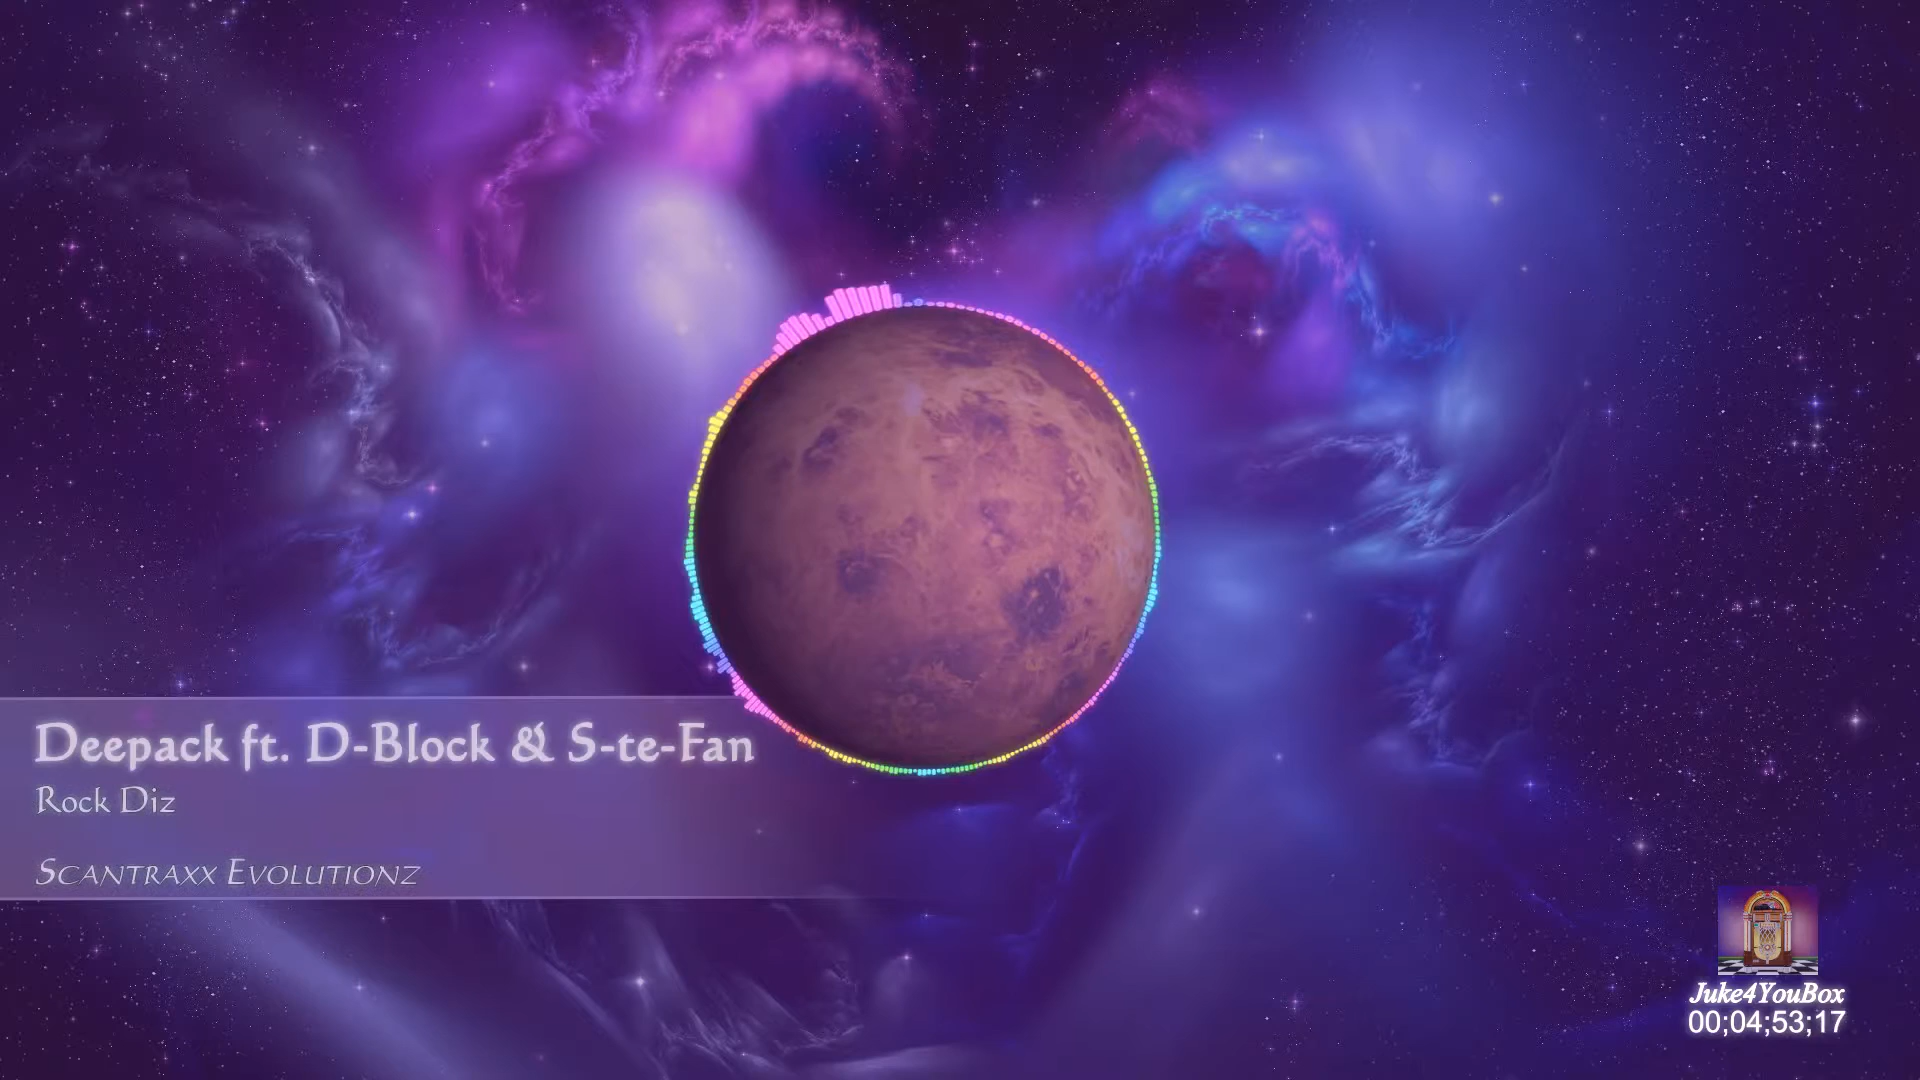 Deepack ft. D-Block & S-te-Fan
Rock Diz
Scantraxx Evolutionz
Juke4YouBox
00;04;53;17